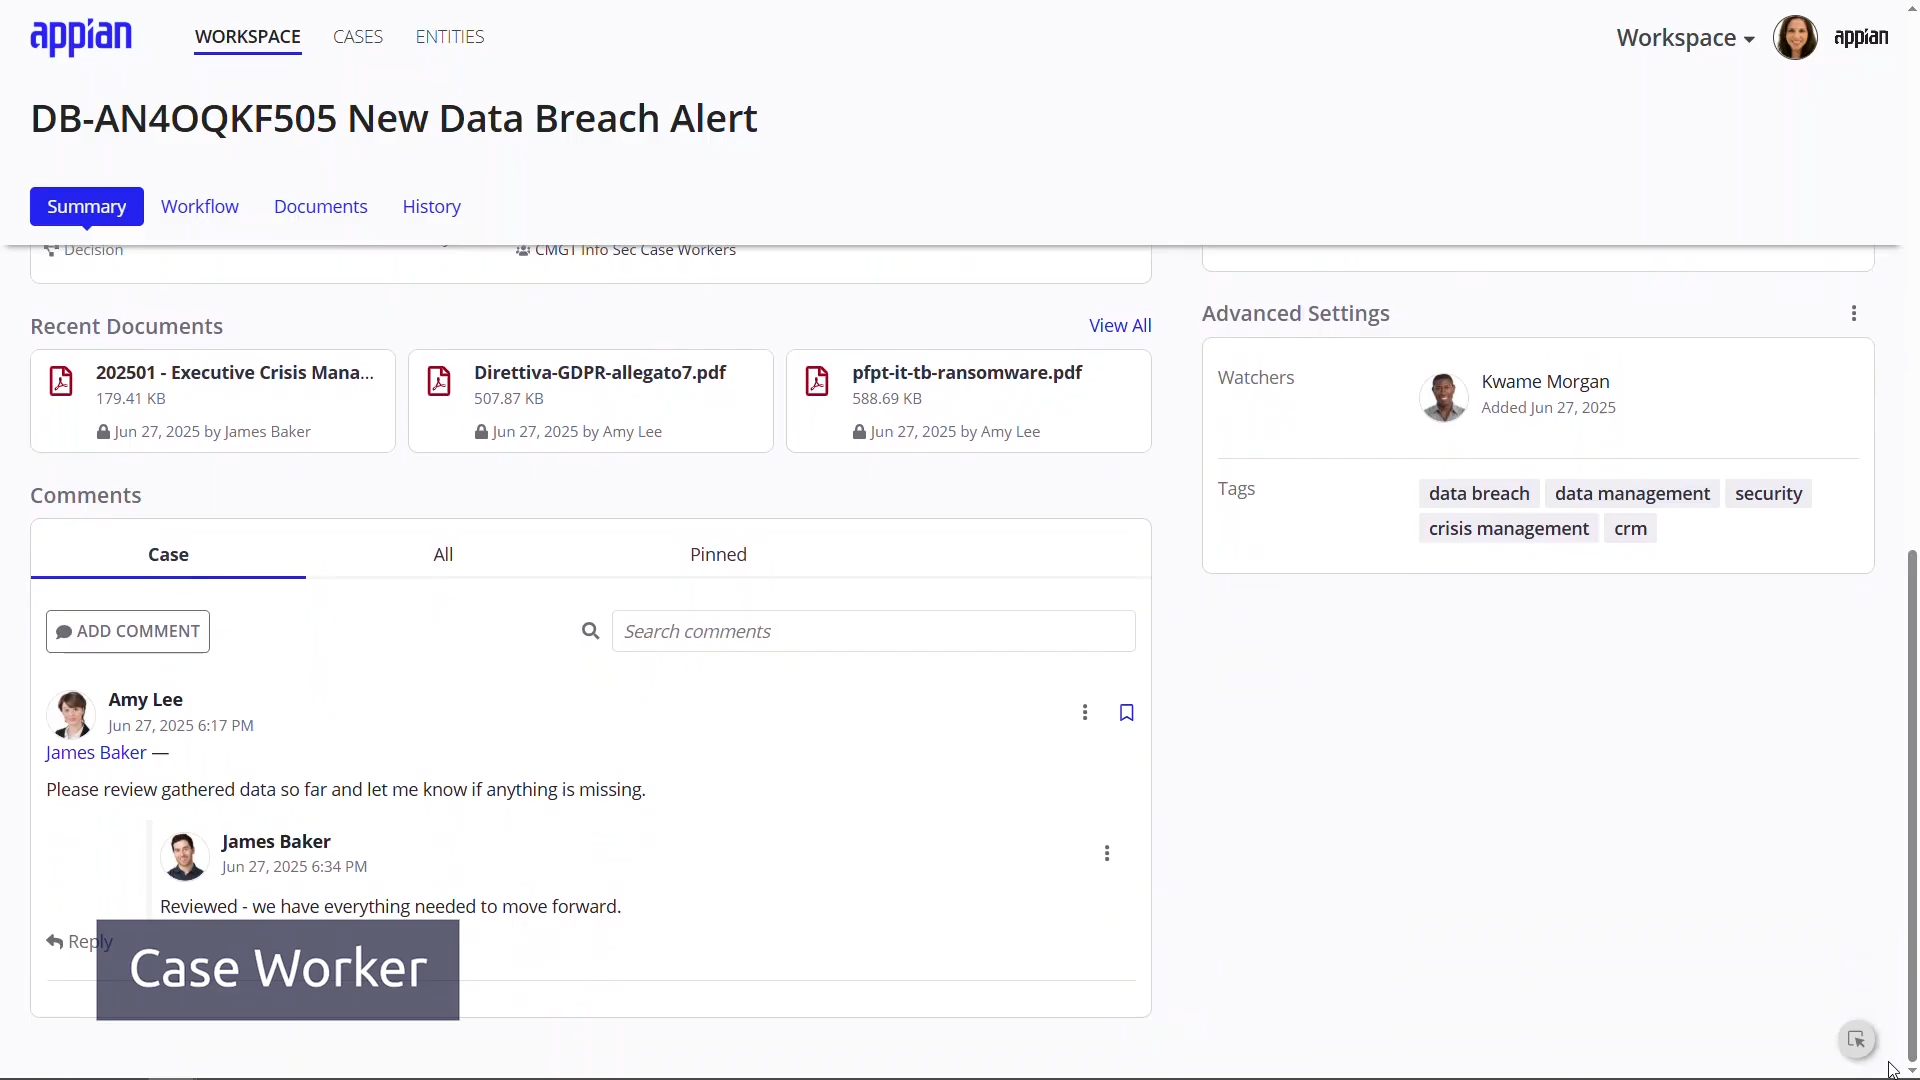 appian
WORKSPACE
CASES
ENTITIES
Workspace
appian
DB-AN4OQKF505 New Data Breach Alert
Summary
Workflow
Documents
History
Decision
CMGT Info Sec Case Workers
Recent Documents
View All
202501 - Executive Crisis Mana...
179.41 KB
Jun 27, 2025 by James Baker
Direttiva-GDPR-allegato7.pdf
507.87 KB
Jun 27, 2025 by Amy Lee
pfpt-it-tb-ransomware.pdf
588.69 KB
Jun 27, 2025 by Amy Lee
Advanced Settings
Watchers
Kwame Morgan
Added Jun 27, 2025
Tags
data breach
data management
security
crisis management
crm
Comments
Case
All
Pinned
ADD COMMENT
Search comments
Amy Lee
Jun 27, 2025 6:17 PM
James Baker —
Please review gathered data so far and let me know if anything is missing.
James Baker
Jun 27, 2025 6:34 PM
Reviewed - we have everything needed to move forward.
Reply
Case Worker